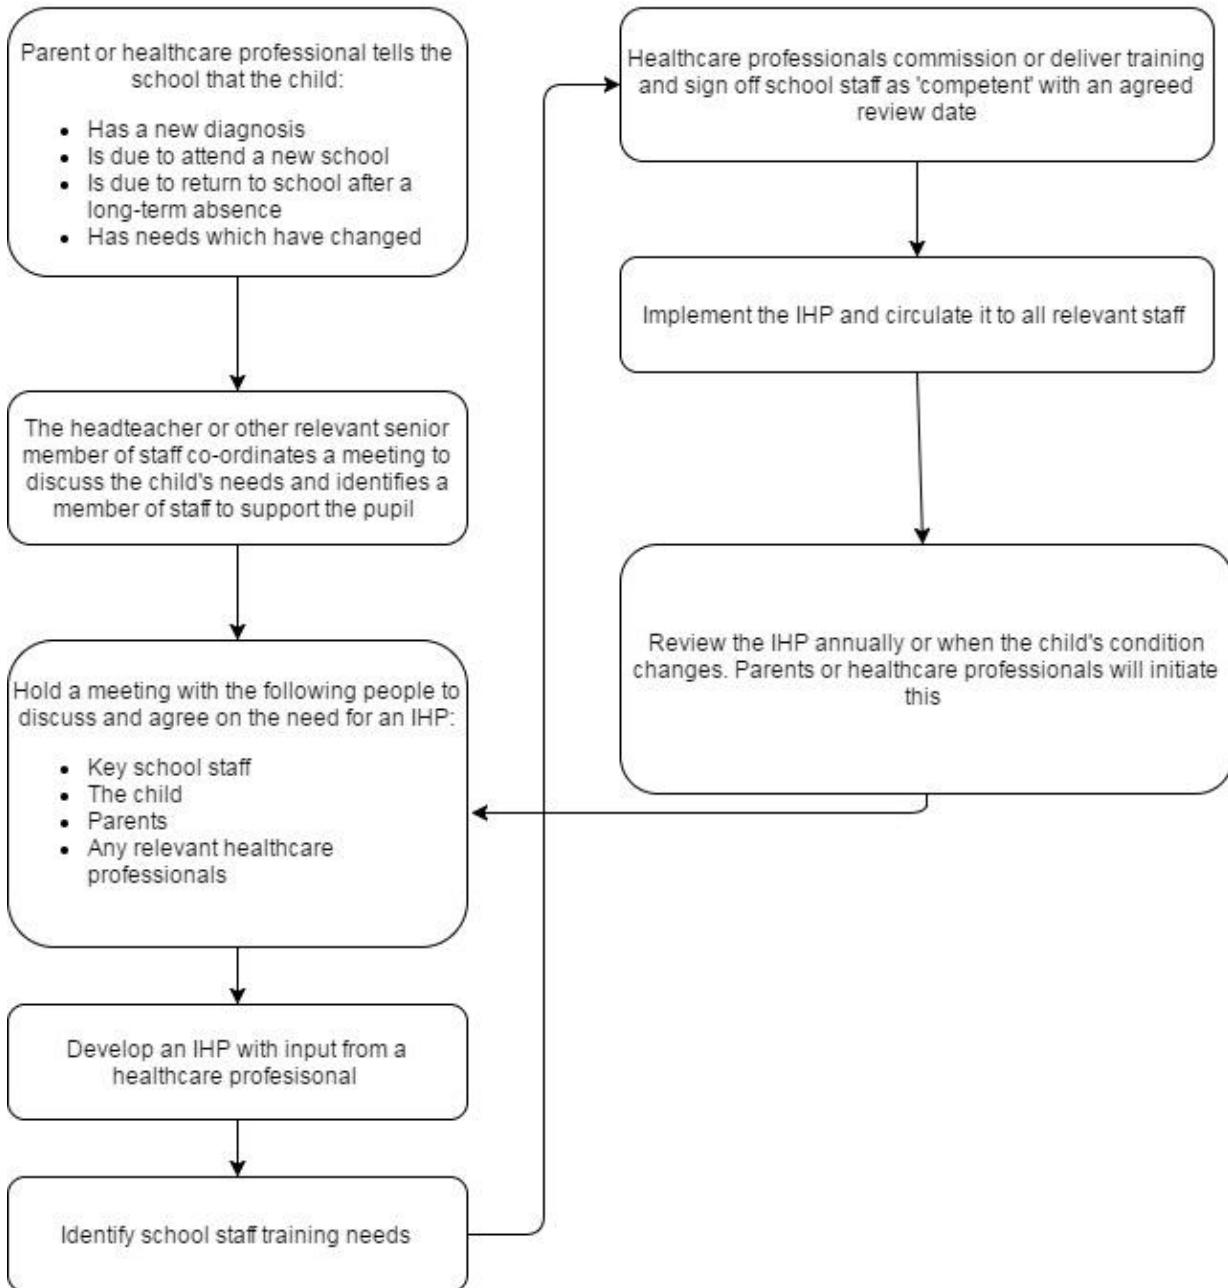 Parent or healthcare professional tells the
school that the child:
• Has a new diagnosis
• Is due to attend a new school
• Is due to return to school after a
long-term absence
• Has needs which have changed
The headteacher or other relevant senior
member of staff co-ordinates a meeting to
discuss the child's needs and identifies a
member of staff to support the pupil
Hold a meeting with the following people to
discuss and agree on the need for an IHP:
• Key school staff
• The child
• Parents
• Any relevant healthcare
professionals
Develop an IHP with input from a
healthcare profesisonal
Identify school staff training needs
Healthcare professionals commission or deliver training
and sign off school staff as 'competent' with an agreed
review date
Implement the IHP and circulate it to all relevant staff
Review the IHP annually or when the child's condition
changes. Parents or healthcare professionals will initiate
this